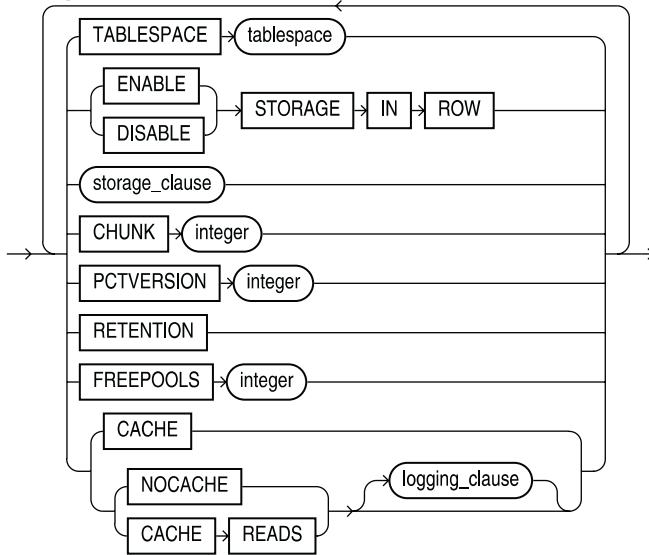 TABLESPACE tablespace
ENABLE
STORAGE IN ROW
DISABLE
storage_clause
CHUNK integer
PCTVERSION integer
RETENTION
FREEPOOLS integer
CACHE
NOCACHE
logging_clause
CACHE READS